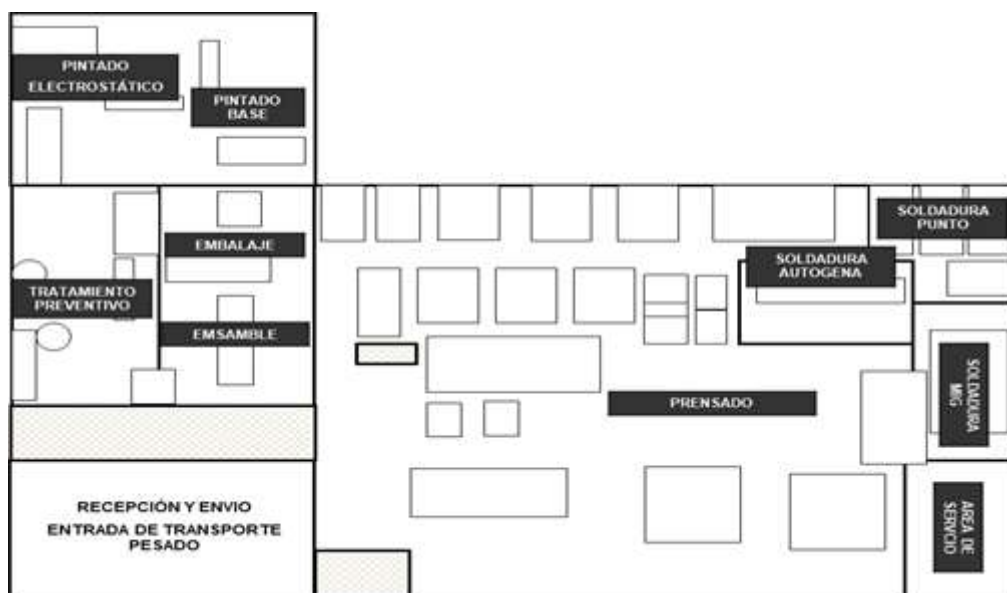 PINTADO
ELECTROSTÁTICO
PINTADO
BASE
SOLDADURA
PUNTO
EMBALAJE
SOLDADURA
AUTOGENA
TRATAMIENTO
PREVENTIVO
EMSAMBLE
SOLDADURA
MIG
PRENSADO
RECEPCIÓN Y ENVIO
ENTRADA DE TRANSPORTE
PESADO
AREA DE
SERVICIO